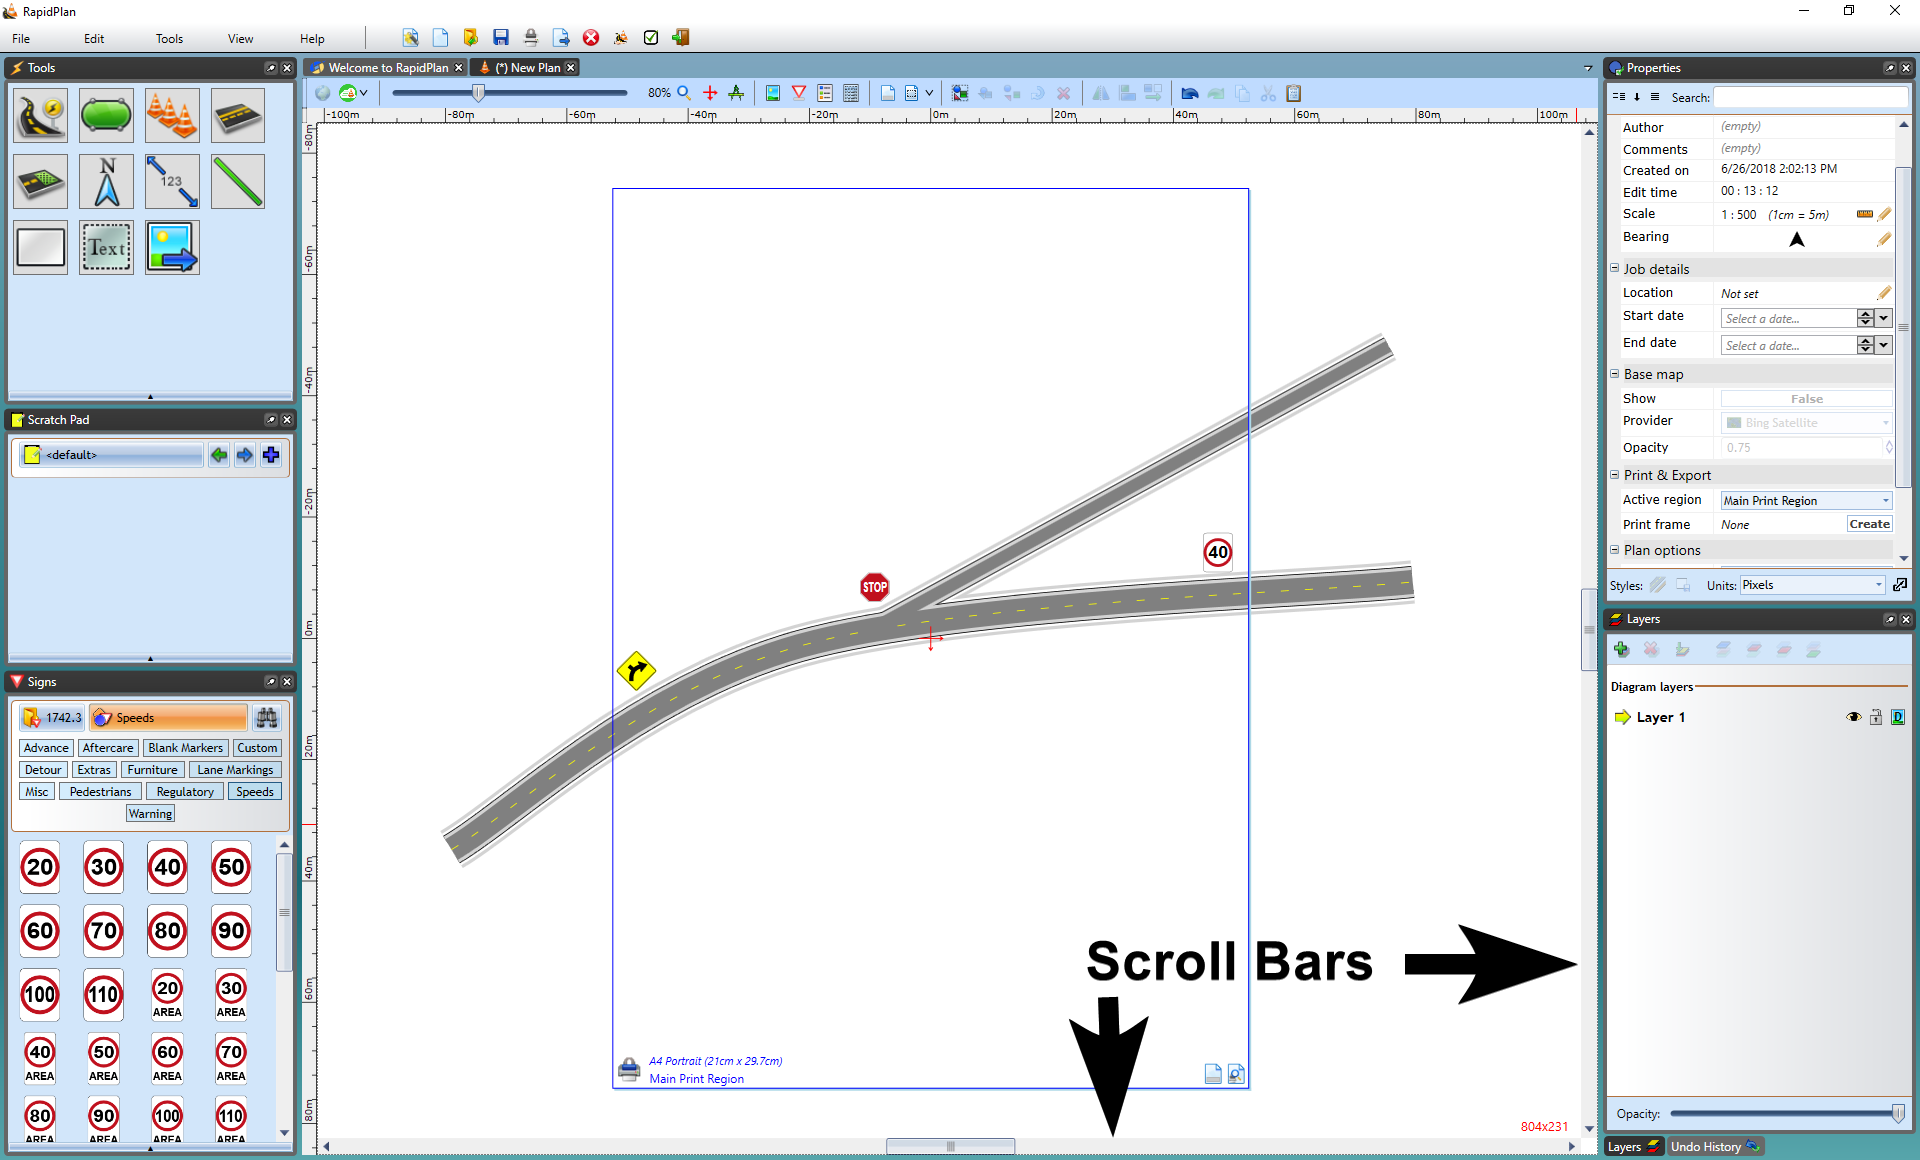 RapidPlan
File Edit Tools View Help
Tools
Welcome to RapidPlan
(*) New Plan
80%
-100m -80m -60m -40m -20m 0m 20m 40m 60m 80m 100m
-80m
-60m
-40m
-20m
0m
20m
40m
60m
80m
N
123
Text
Scratch Pad
<default>
Signs
1742.3 Speeds
Advance Aftercare Blank Markers Custom
Detour Extras Furniture Lane Markings
Misc Pedestrians Regulatory Speeds
Warning
20 30 40 50
60 70 80 90
100 110 20 AREA 30 AREA
40 AREA 50 AREA 60 AREA 70 AREA
80 AREA 90 AREA 100 AREA 110 AREA
STOP
40
Scroll Bars
A4 Portrait (21cm x 29.7cm)
Main Print Region
804x231
Properties
Search:
Author (empty)
Comments (empty)
Created on 6/26/2018 2:02:13 PM
Edit time 00 : 13 : 12
Scale 1 : 500 (1cm = 5m)
Bearing
Job details
Location Not set
Start date Select a date...
End date Select a date...
Base map
Show False
Provider Bing Satellite
Opacity 0.75
Print & Export
Active region Main Print Region
Print frame None Create
Plan options
Styles: Units: Pixels
Layers
Diagram layers
Layer 1 D
Opacity:
Layers Undo History